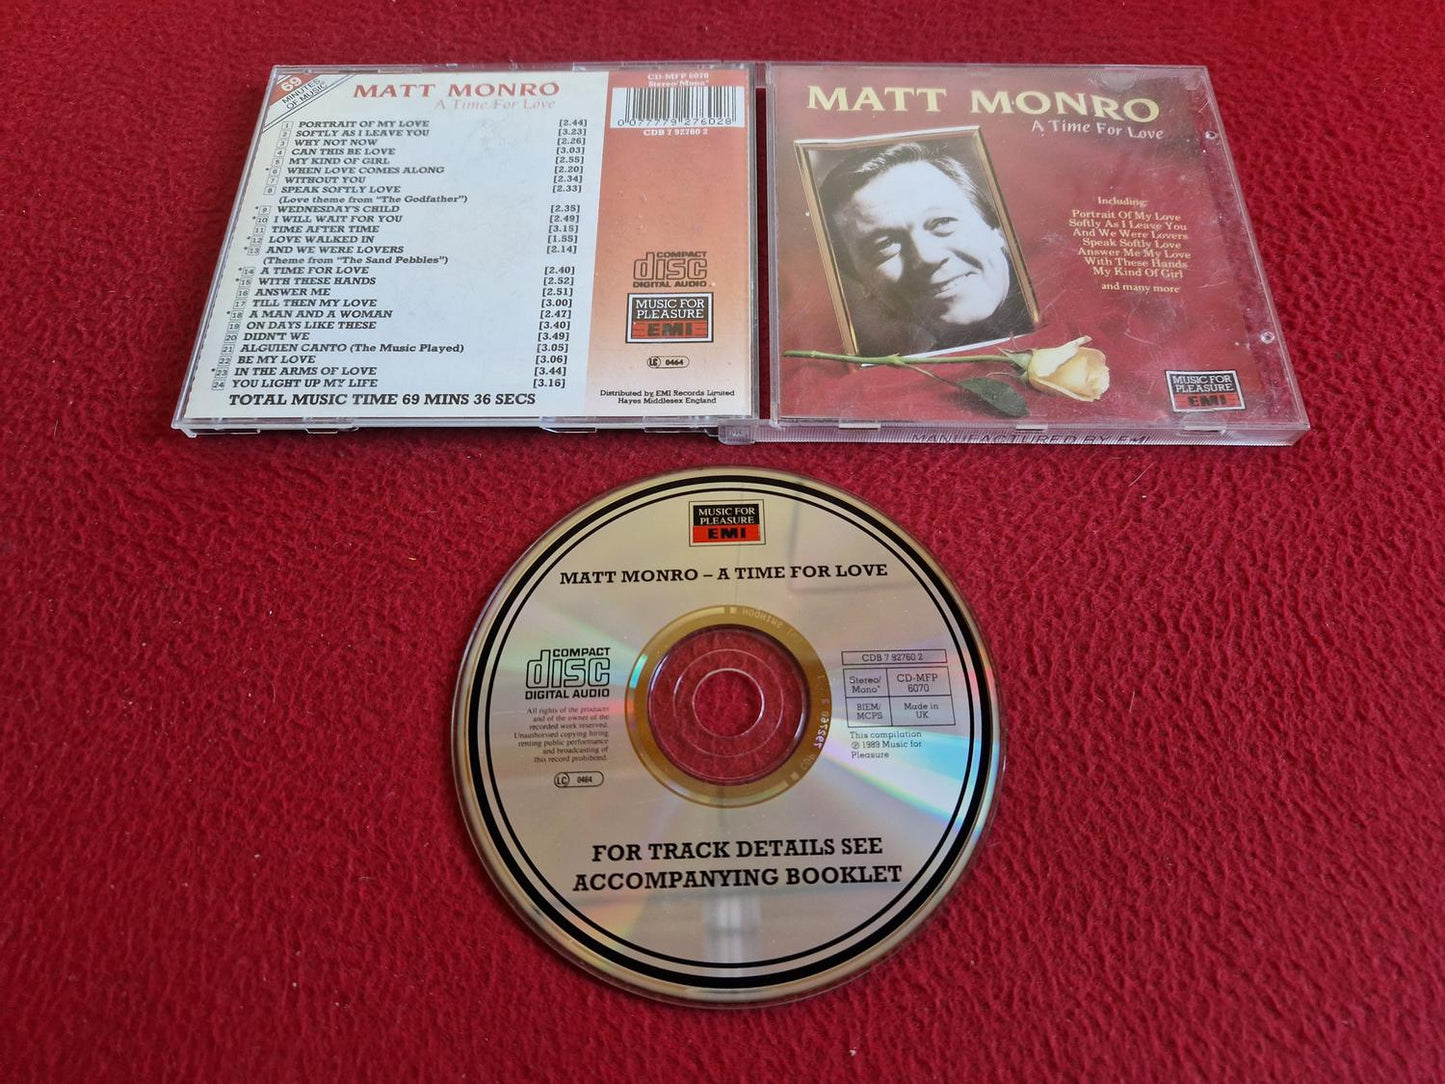 69
MINUTES
OF MUSIC
MATT MONRO
A Time For Love
1 PORTRAIT OF MY LOVE [2.44]
2 SOFTLY AS I LEAVE YOU [3.23]
3 WHY NOT NOW [2.26]
4 CAN THIS BE LOVE [3.03]
5 MY KIND OF GIRL [2.55]
*6 WHEN LOVE COMES ALONG [2.20]
7 WITHOUT YOU [2.34]
8 SPEAK SOFTLY LOVE [2.33]
(Love theme from "The Godfather")
*9 WEDNESDAY'S CHILD [2.35]
*10 I WILL WAIT FOR YOU [2.49]
11 TIME AFTER TIME [3.15]
*12 LOVE WALKED IN [1.55]
*13 AND WE WERE LOVERS [2.14]
(Theme from "The Sand Pebbles")
*14 A TIME FOR LOVE [2.40]
*15 WITH THESE HANDS [2.52]
16 ANSWER ME [2.51]
17 TILL THEN MY LOVE [3.00]
*18 A MAN AND A WOMAN [2.47]
19 ON DAYS LIKE THESE [3.40]
20 DIDN'T WE [3.49]
21 ALGUIEN CANTO (The Music Played) [3.05]
22 BE MY LOVE [3.06]
*23 IN THE ARMS OF LOVE [3.44]
24 YOU LIGHT UP MY LIFE [3.16]
TOTAL MUSIC TIME 69 MINS 36 SECS
CD-MFP 6070
Stereo/Mono*
0 077779 276028
CDB 7 92760 2
COMPACT
disc
DIGITAL AUDIO
MUSIC FOR
PLEASURE
EMI
LC 0464
Distributed by EMI Records Limited
Hayes Middlesex England
MATT MONRO
A Time For Love
Including:
Portrait Of My Love
Softly As I Leave You
And We Were Lovers
Speak Softly Love
Answer Me My Love
With These Hands
My Kind Of Girl
and many more
MUSIC FOR
PLEASURE
EMI
MANUFACTURED BY EMI
MUSIC FOR
PLEASURE
EMI
MATT MONRO – A TIME FOR LOVE
COMPACT
disc
DIGITAL AUDIO
All rights of the producer
and of the owner of the
recorded work reserved.
Unauthorised copying hiring
renting public performance
and broadcasting of
this record prohibited.
LC 0464
CDB 7 92760 2
Stereo/
Mono*
CD-MFP
6070
BIEM/
MCPS
Made in
UK
This compilation
℗ 1989 Music for
Pleasure
FOR TRACK DETAILS SEE
ACCOMPANYING BOOKLET